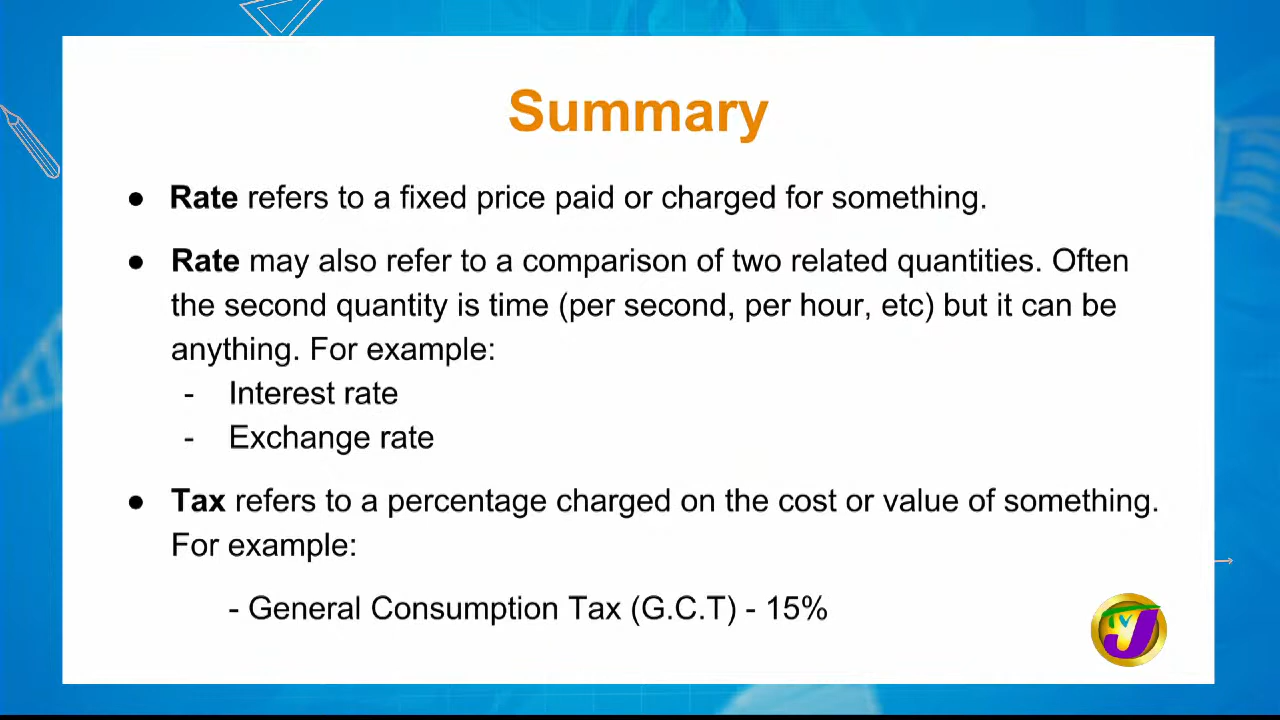 Summary
● Rate refers to a fixed price paid or charged for something.
● Rate may also refer to a comparison of two related quantities. Often
the second quantity is time (per second, per hour, etc) but it can be
anything. For example:
- Interest rate
- Exchange rate
● Tax refers to a percentage charged on the cost or value of something.
For example:
- General Consumption Tax (G.C.T) - 15%
TVJ